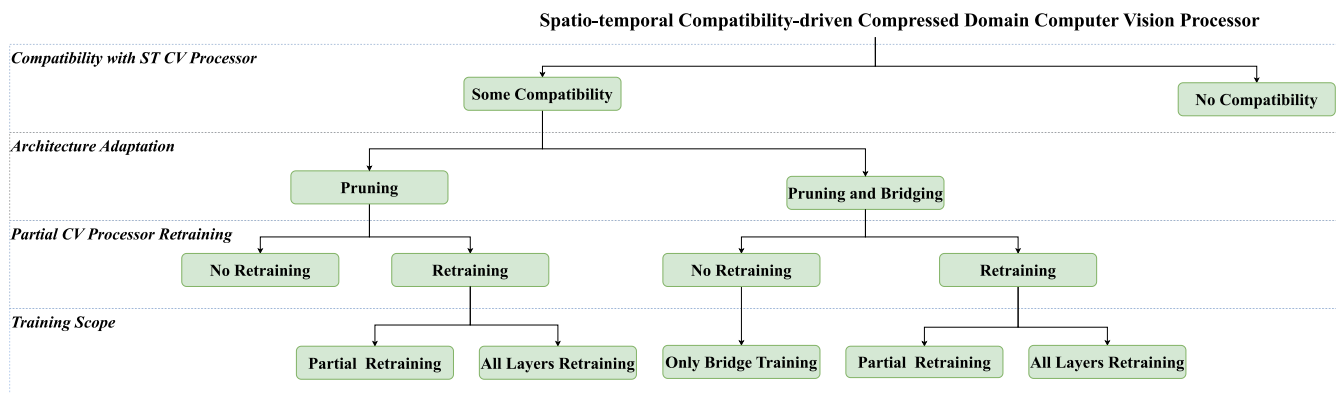 Spatio-temporal Compatibility-driven Compressed Domain Computer Vision Processor
Compatibility with ST CV Processor
Some Compatibility
No Compatibility
Architecture Adaptation
Pruning
Pruning and Bridging
Partial CV Processor Retraining
No Retraining
Retraining
No Retraining
Retraining
Training Scope
Partial Retraining
All Layers Retraining
Only Bridge Training
Partial Retraining
All Layers Retraining